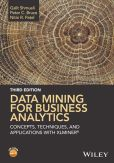 Galit Shmueli
Peter C. Bruce
Nitin R. Patel
THIRD EDITION
DATA MINING FOR
BUSINESS
ANALYTICS
CONCEPTS, TECHNIQUES, AND
APPLICATIONS WITH XLMINER®
WILEY